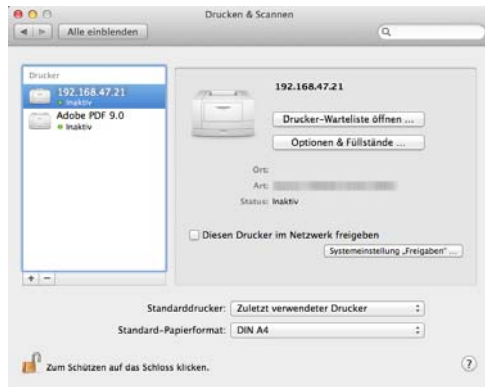 Drucken & Scannen
Alle einblenden
Drucker
192.168.47.21
Inaktiv
Adobe PDF 9.0
Inaktiv
192.168.47.21
Drucker-Warteliste öffnen ...
Optionen & Füllstände ...
Ort:
Art:
Status: Inaktiv
Diesen Drucker im Netzwerk freigeben
Systemeinstellung „Freigaben“ ...
+ −
Standarddrucker: Zuletzt verwendeter Drucker
Standard-Papierformat: DIN A4
Zum Schützen auf das Schloss klicken.
?